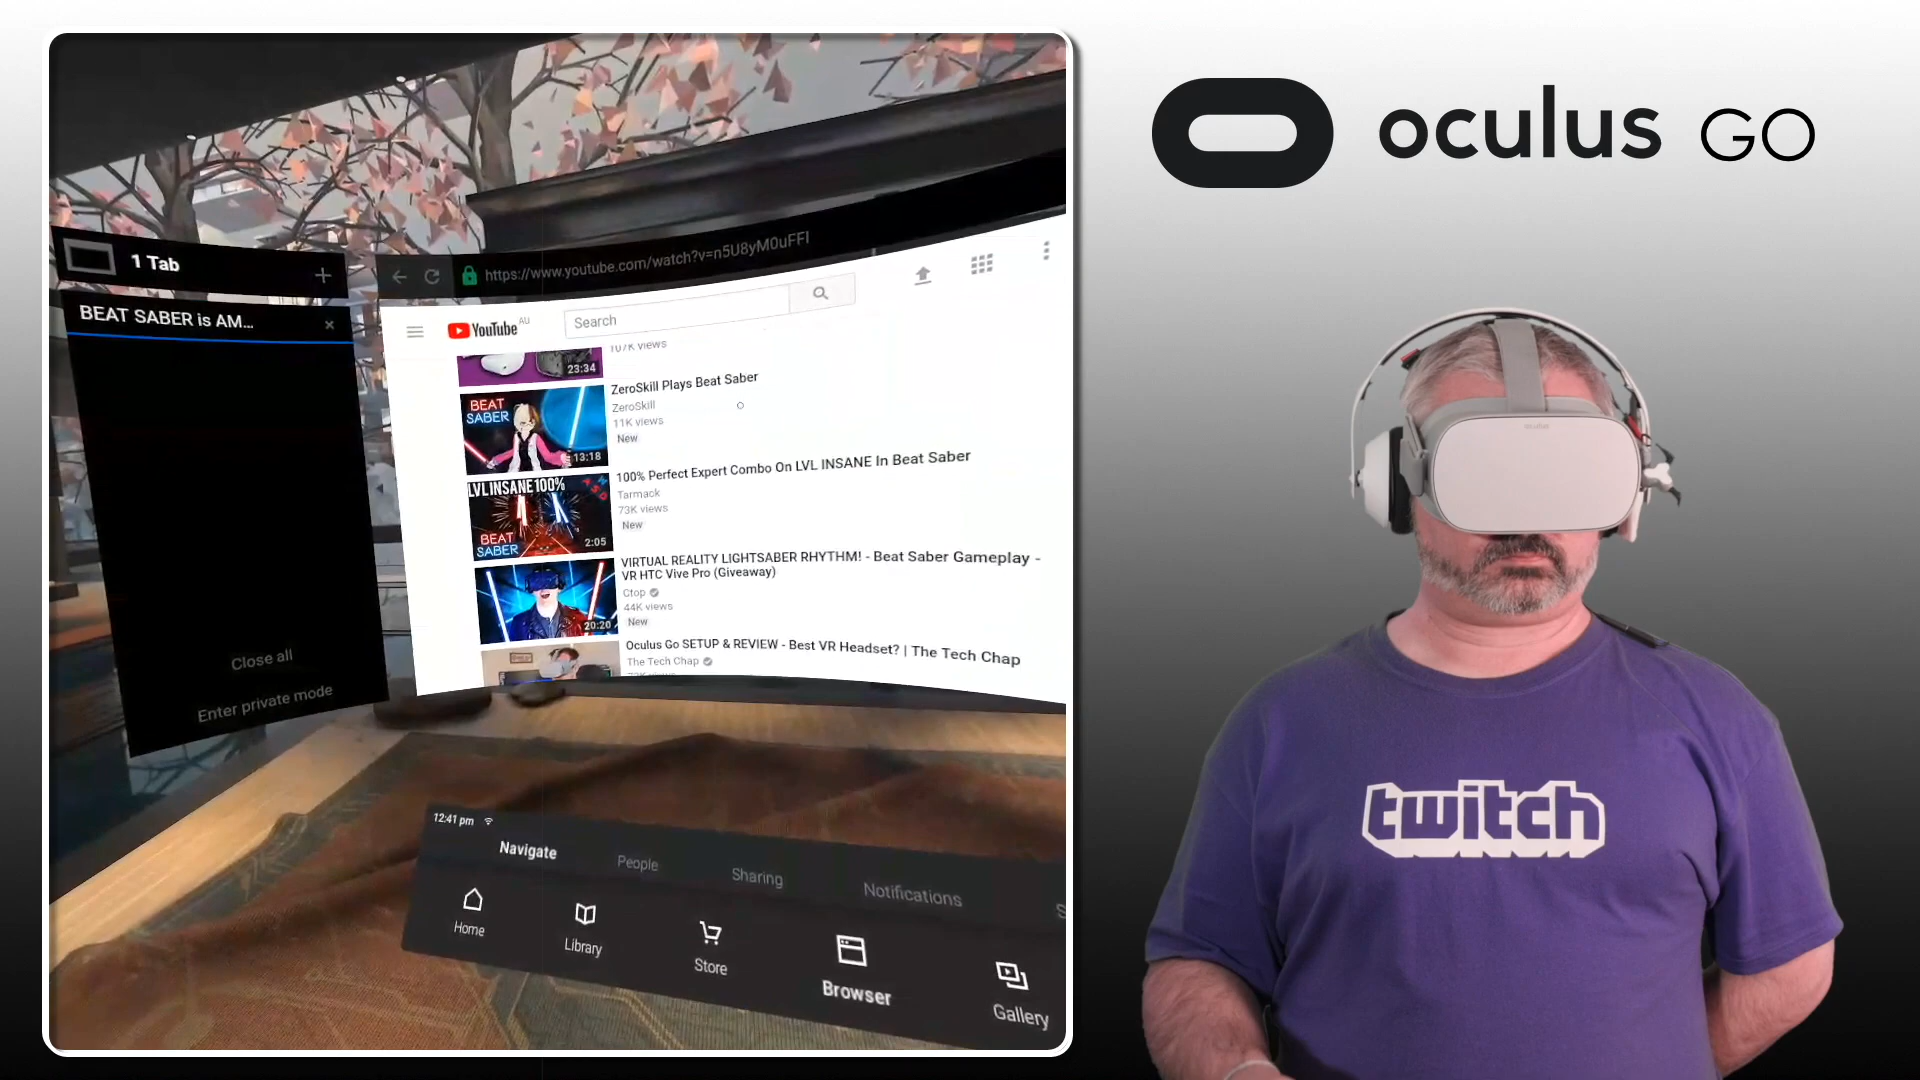 oculus GO
1 Tab
https://www.youtube.com/watch?v=n5U8yM0uFFI
BEAT SABER is AM...
YouTube AU
Search
107K views
23:34
ZeroSkill Plays Beat Saber
ZeroSkill
11K views
New
BEAT
SABER
13:18
100% Perfect Expert Combo On LVL INSANE In Beat Saber
Tarmack
73K views
New
LVL INSANE 100%
BEAT
SABER
2:05
VIRTUAL REALITY LIGHTSABER RHYTHM! - Beat Saber Gameplay -
VR HTC Vive Pro (Giveaway)
Ctop
44K views
New
20:20
Oculus Go SETUP & REVIEW - Best VR Headset? | The Tech Chap
The Tech Chap
Close all
Enter private mode
12:41 pm
Navigate
People
Sharing
Notifications
Home
Library
Store
Browser
Gallery
oculus
twitch